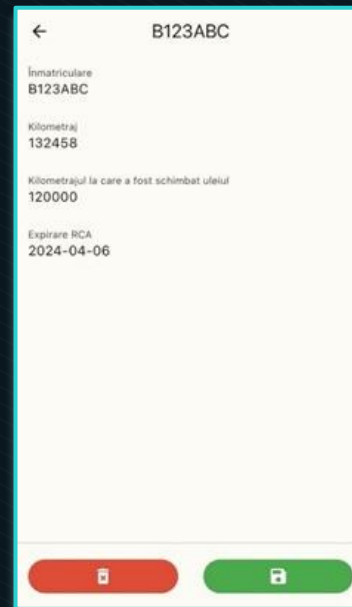 B123ABC
Înmatriculare
B123ABC
Kilometraj
132458
Kilometrajul la care a fost schimbat uleiul
120000
Expirare RCA
2024-04-06